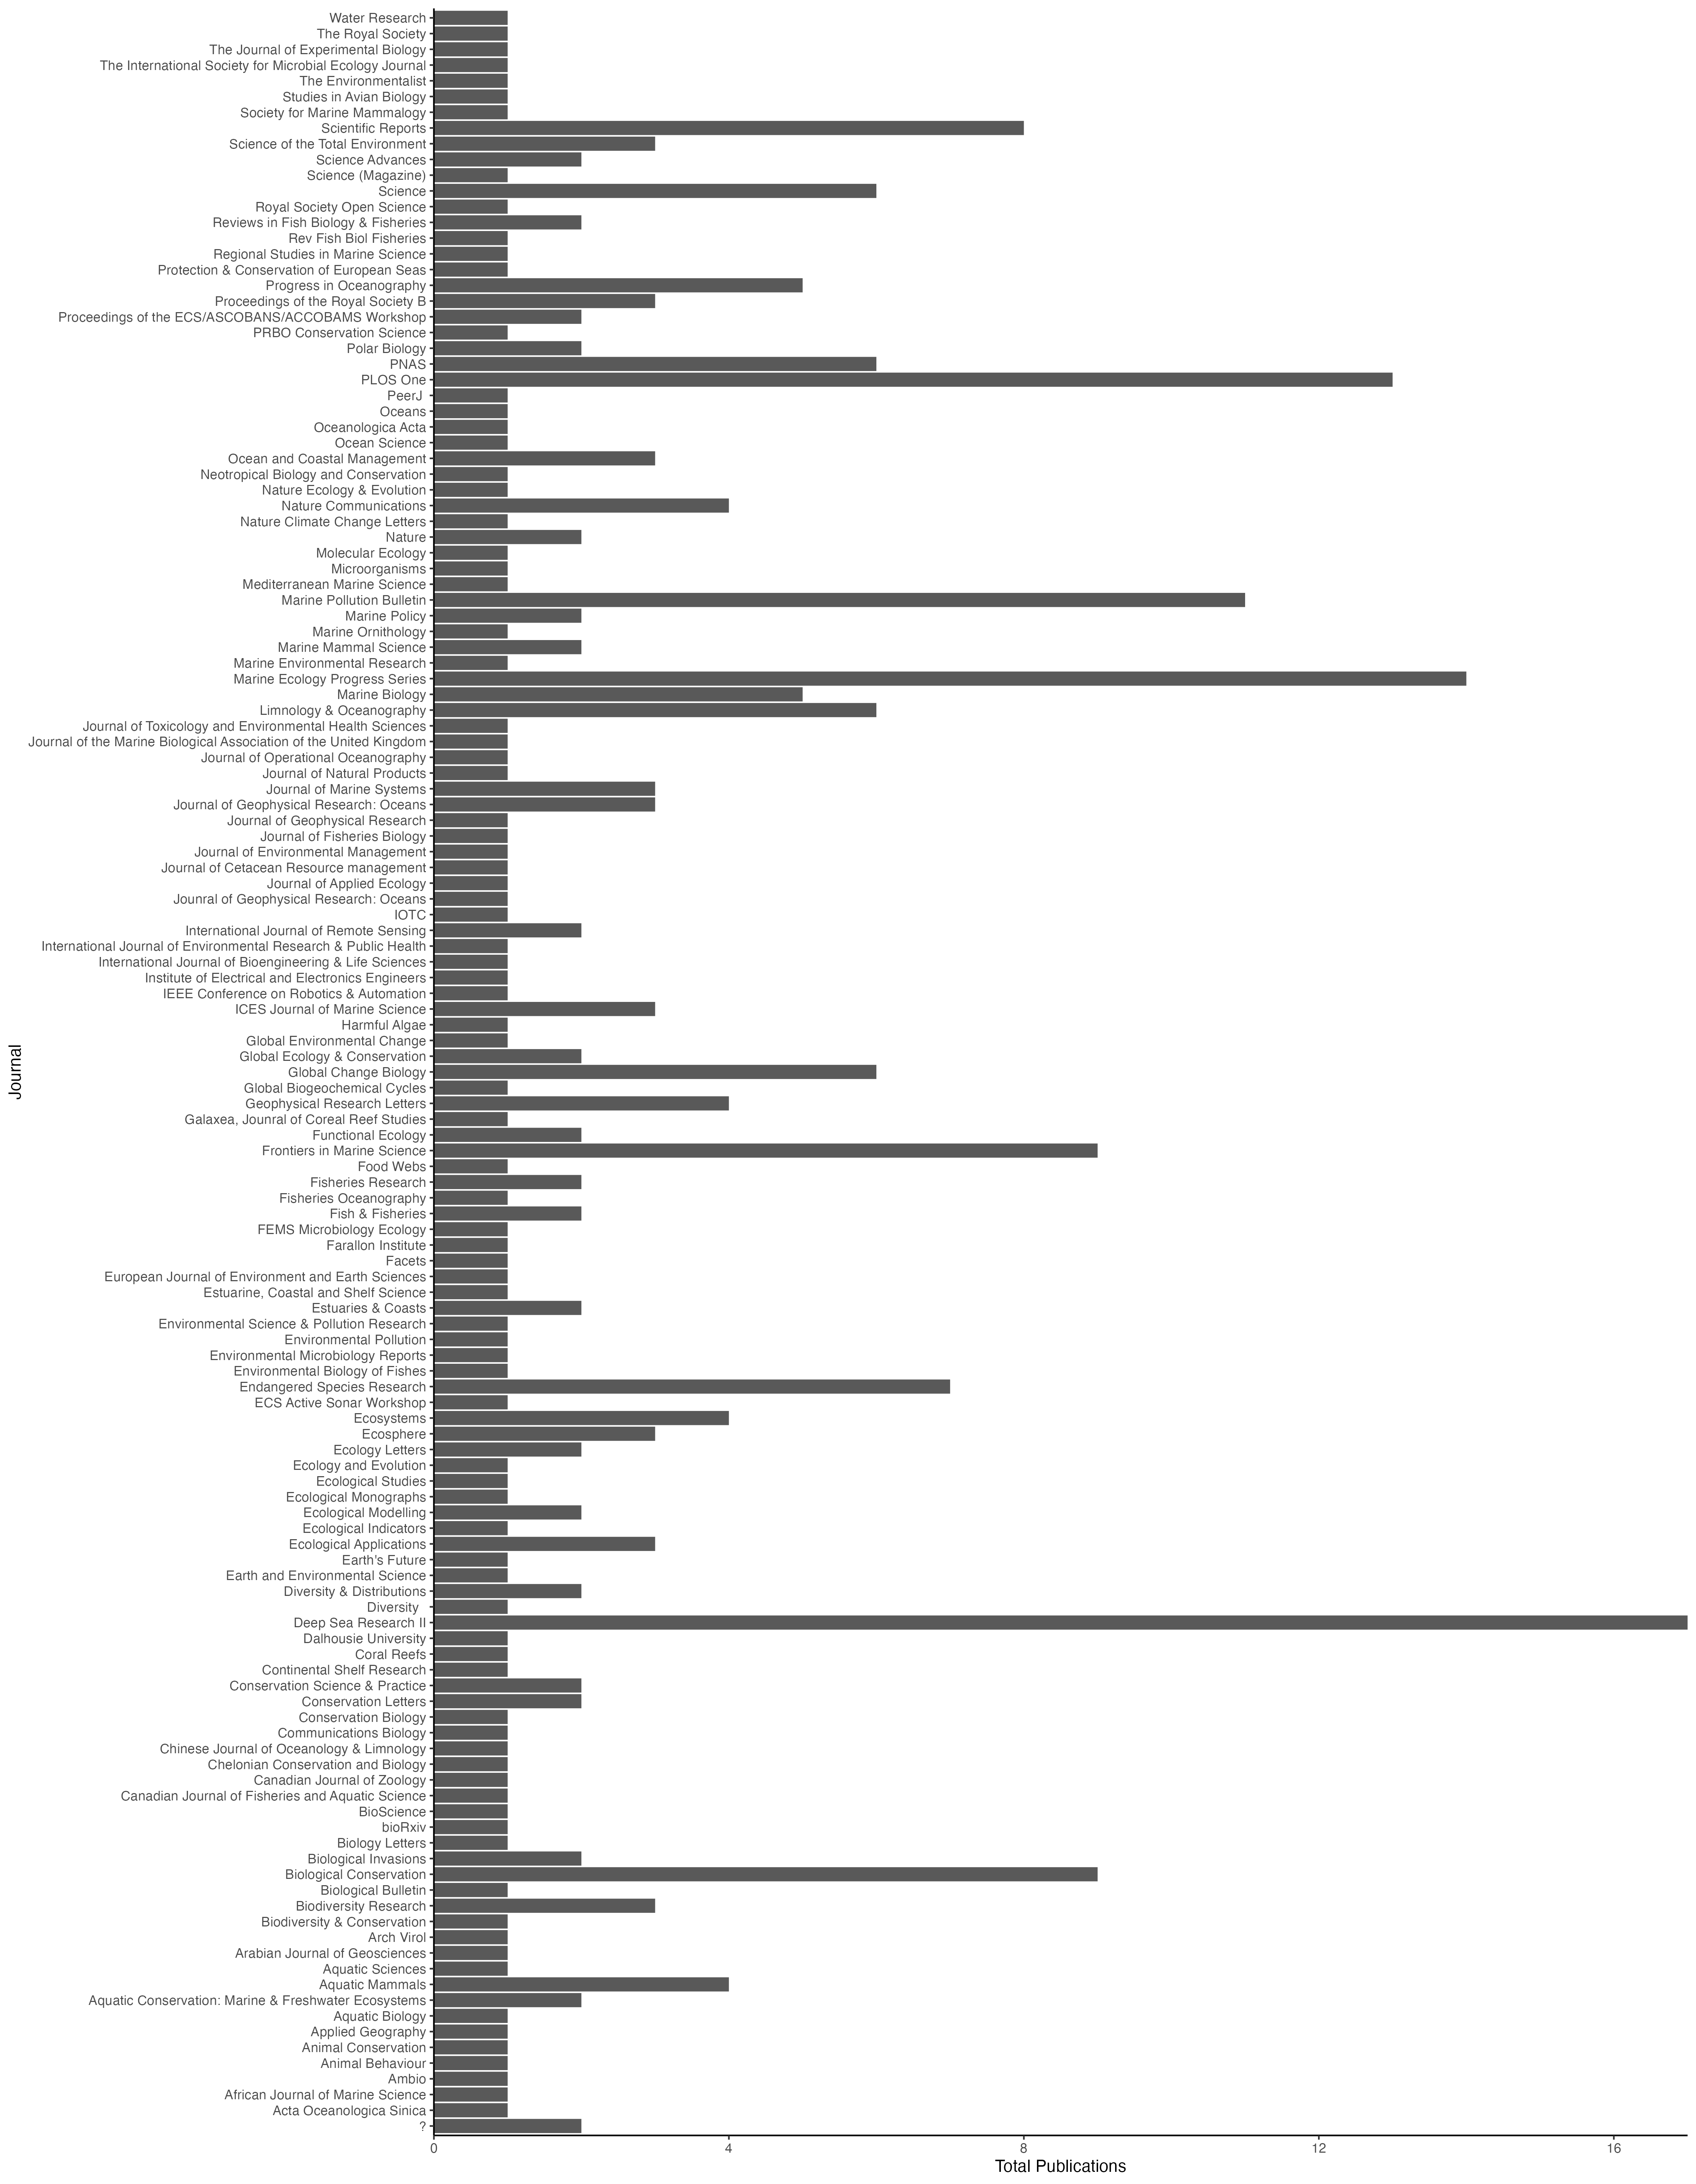 Water Research
The Royal Society
The Journal of Experimental Biology
The International Society for Microbial Ecology Journal
The Environmentalist
Studies in Avian Biology
Society for Marine Mammalogy
Scientific Reports
Science of the Total Environment
Science Advances
Science (Magazine)
Science
Royal Society Open Science
Reviews in Fish Biology & Fisheries
Rev Fish Biol Fisheries
Regional Studies in Marine Science
Protection & Conservation of European Seas
Progress in Oceanography
Proceedings of the Royal Society B
Proceedings of the ECS/ASCOBANS/ACCOBAMS Workshop
PRBO Conservation Science
Polar Biology
PNAS
PLOS One
PeerJ
Oceans
Oceanologica Acta
Ocean Science
Ocean and Coastal Management
Neotropical Biology and Conservation
Nature Ecology & Evolution
Nature Communications
Nature Climate Change Letters
Nature
Molecular Ecology
Microorganisms
Mediterranean Marine Science
Marine Pollution Bulletin
Marine Policy
Marine Ornithology
Marine Mammal Science
Marine Environmental Research
Marine Ecology Progress Series
Marine Biology
Limnology & Oceanography
Journal of Toxicology and Environmental Health Sciences
Journal of the Marine Biological Association of the United Kingdom
Journal of Operational Oceanography
Journal of Natural Products
Journal of Marine Systems
Journal of Geophysical Research: Oceans
Journal of Geophysical Research
Journal of Fisheries Biology
Journal of Environmental Management
Journal of Cetacean Resource management
Journal of Applied Ecology
Jounral of Geophysical Research: Oceans
IOTC
International Journal of Remote Sensing
International Journal of Environmental Research & Public Health
International Journal of Bioengineering & Life Sciences
Institute of Electrical and Electronics Engineers
IEEE Conference on Robotics & Automation
ICES Journal of Marine Science
Harmful Algae
Global Environmental Change
Global Ecology & Conservation
Global Change Biology
Global Biogeochemical Cycles
Geophysical Research Letters
Galaxea, Jounral of Coreal Reef Studies
Functional Ecology
Frontiers in Marine Science
Food Webs
Fisheries Research
Fisheries Oceanography
Fish & Fisheries
FEMS Microbiology Ecology
Farallon Institute
Facets
European Journal of Environment and Earth Sciences
Estuarine, Coastal and Shelf Science
Estuaries & Coasts
Environmental Science & Pollution Research
Environmental Pollution
Environmental Microbiology Reports
Environmental Biology of Fishes
Endangered Species Research
ECS Active Sonar Workshop
Ecosystems
Ecosphere
Ecology Letters
Ecology and Evolution
Ecological Studies
Ecological Monographs
Ecological Modelling
Ecological Indicators
Ecological Applications
Earth's Future
Earth and Environmental Science
Diversity & Distributions
Diversity
Deep Sea Research II
Dalhousie University
Coral Reefs
Continental Shelf Research
Conservation Science & Practice
Conservation Letters
Conservation Biology
Communications Biology
Chinese Journal of Oceanology & Limnology
Chelonian Conservation and Biology
Canadian Journal of Zoology
Canadian Journal of Fisheries and Aquatic Science
BioScience
bioRxiv
Biology Letters
Biological Invasions
Biological Conservation
Biological Bulletin
Biodiversity Research
Biodiversity & Conservation
Arch Virol
Arabian Journal of Geosciences
Aquatic Sciences
Aquatic Mammals
Aquatic Conservation: Marine & Freshwater Ecosystems
Aquatic Biology
Applied Geography
Animal Conservation
Animal Behaviour
Ambio
African Journal of Marine Science
Acta Oceanologica Sinica
?
Journal
0 4 8 12 16
Total Publications